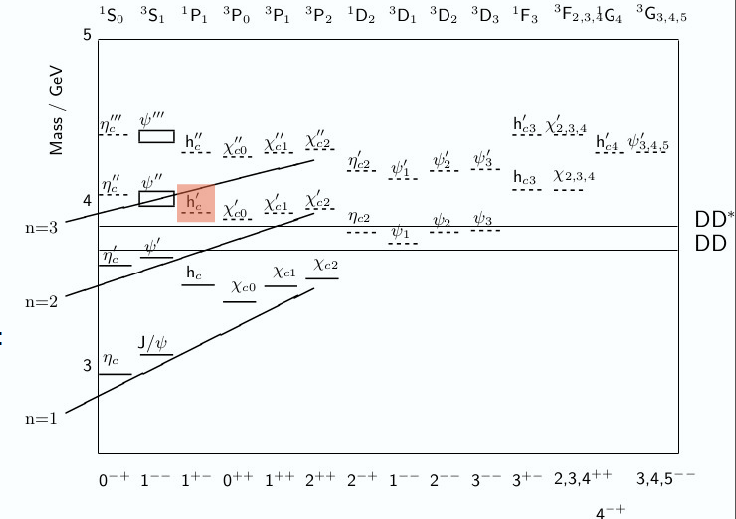 ¹S₀ ³S₁ ¹P₁ ³P₀ ³P₁ ³P₂ ¹D₂ ³D₁ ³D₂ ³D₃ ¹F₃ ³F₂,₃,₄ ¹G₄ ³G₃,₄,₅
5
Mass / GeV
η‴c ψ‴ h″c χ″c0 χ″c1 χ″c2 η′c2 ψ′1 ψ′2 ψ′3 h′c3 χ′2,3,4 h′c4 ψ′3,4,5
hc3 χ2,3,4
4
η″c ψ″ h′c χ′c0 χ′c1 χ′c2 ηc2 ψ1 ψ2 ψ3
DD*
n=3
DD
η′c ψ′
hc χc0 χc1 χc2
n=2
:
3
ηc J/ψ
n=1
0⁻⁺ 1⁻⁻ 1⁺⁻ 0⁺⁺ 1⁺⁺ 2⁺⁺ 2⁻⁺ 1⁻⁻ 2⁻⁻ 3⁻⁻ 3⁺⁻ 2,3,4⁺⁺ 3,4,5⁻⁻
4⁻⁺